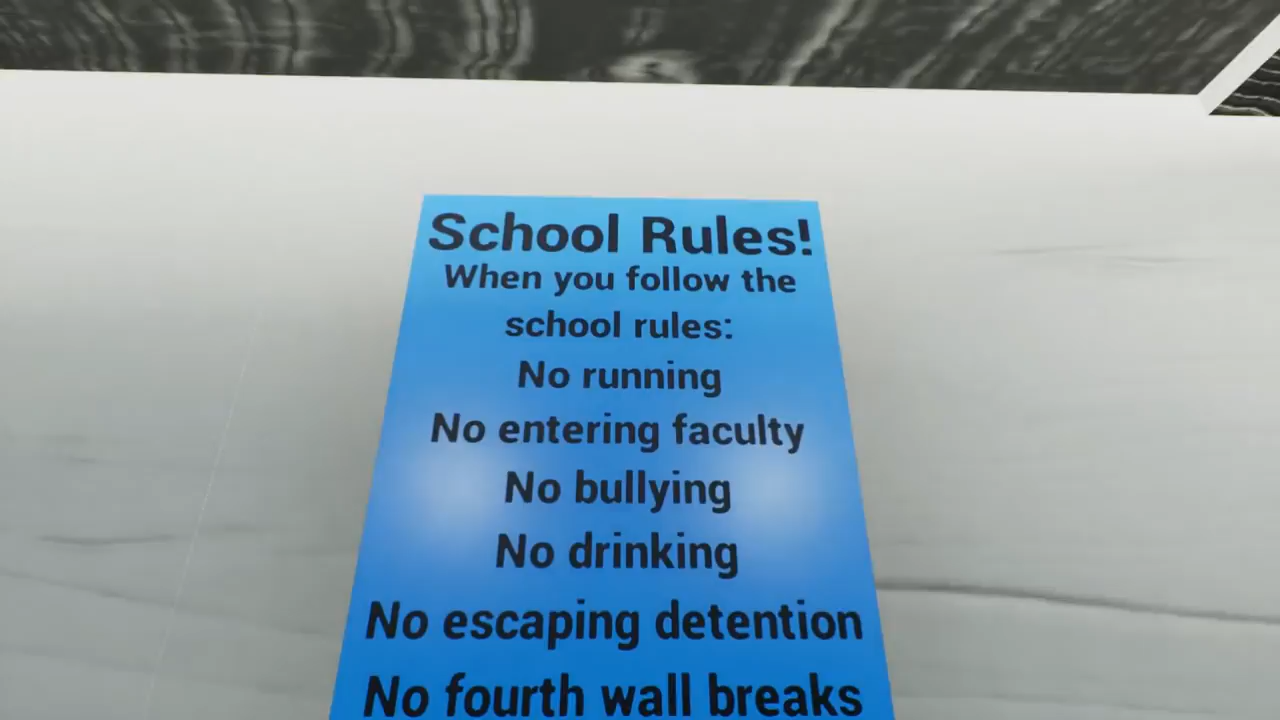 School Rules!
When you follow the
school rules:
No running
No entering faculty
No bullying
No drinking
No escaping detention
No fourth wall breaks